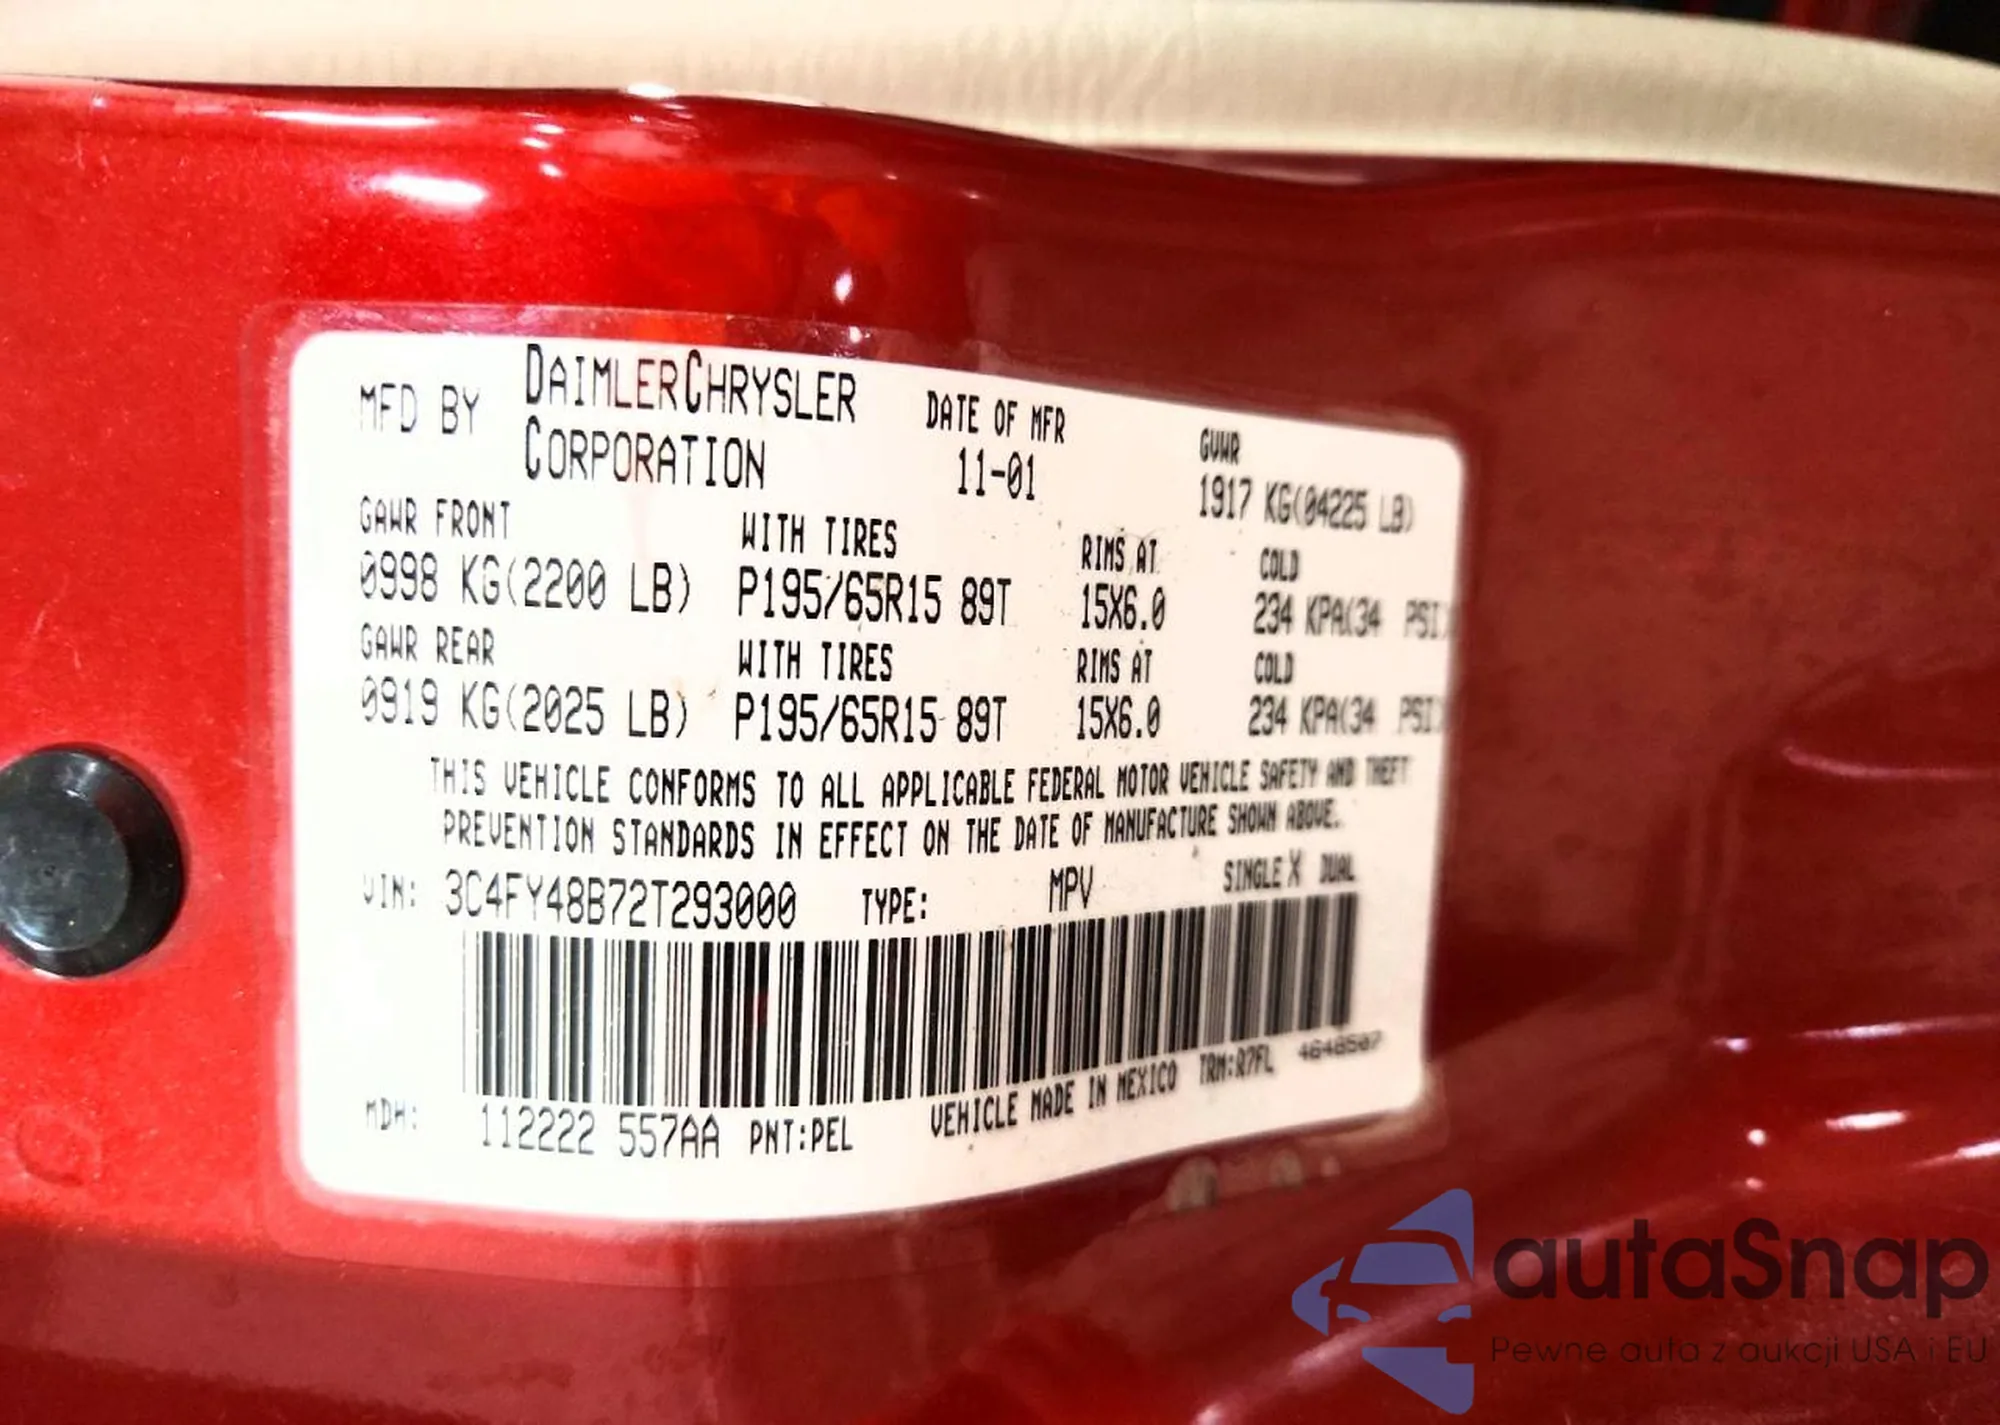 MFD BY DAIMLERCHRYSLER CORPORATION
DATE OF MFR
11-01
GVWR
1917 KG(04225 LB)
GAWR FRONT WITH TIRES RIMS AT COLD
0998 KG(2200 LB) P195/65R15 89T 15X6.0 234 KPA(34 PSI)
GAWR REAR WITH TIRES RIMS AT COLD
0919 KG(2025 LB) P195/65R15 89T 15X6.0 234 KPA(34 PSI)
THIS VEHICLE CONFORMS TO ALL APPLICABLE FEDERAL MOTOR VEHICLE SAFETY AND THEFT
PREVENTION STANDARDS IN EFFECT ON THE DATE OF MANUFACTURE SHOWN ABOVE.
VIN: 3C4FY48B72T293000 TYPE: MPV SINGLE X DUAL
MDH: 112222 557AA PNT:PEL VEHICLE MADE IN MEXICO TRM:R7FL 4648507
autaSnap
Pewne auta z aukcji USA i EU